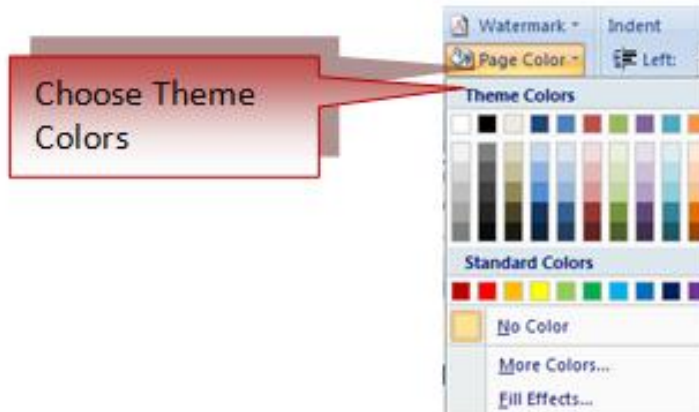 Watermark Indent
Page Color Left:
Choose Theme
Colors
Theme Colors
Standard Colors
No Color
More Colors...
Fill Effects...